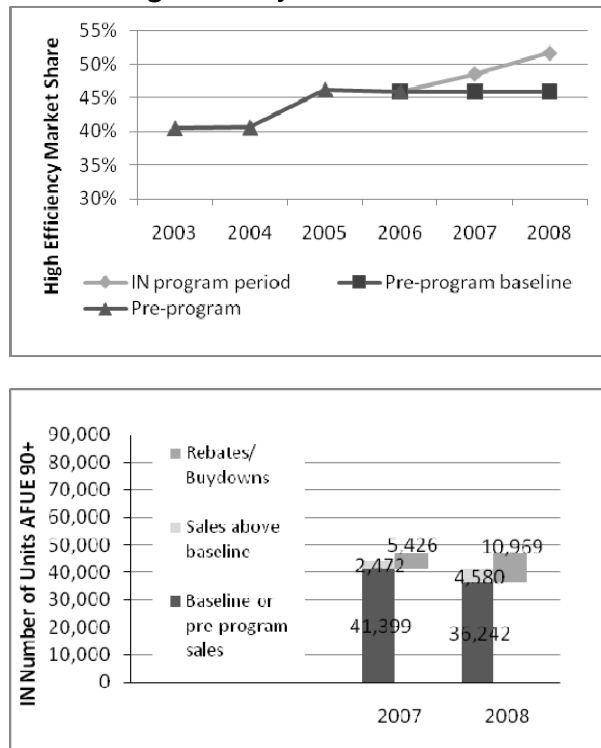 55%
50%
45%
40%
35%
30%
High Efficiency Market Share
2003 2004 2005 2006 2007 2008
IN program period
Pre-program baseline
Pre-program
IN Number of Units AFUE 90+
90,000
80,000
70,000
60,000
50,000
40,000
30,000
20,000
10,000
0
Rebates/
Buydowns
Sales above
baseline
Baseline or
pre-program
sales
5,426
2,472
41,399
10,969
4,580
36,242
2007 2008